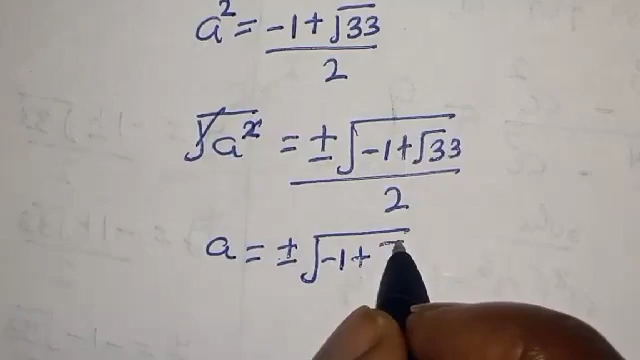 a² = -1 + √33 / 2
√a² = ± √-1 + √33 / 2
a = ± √-1 +